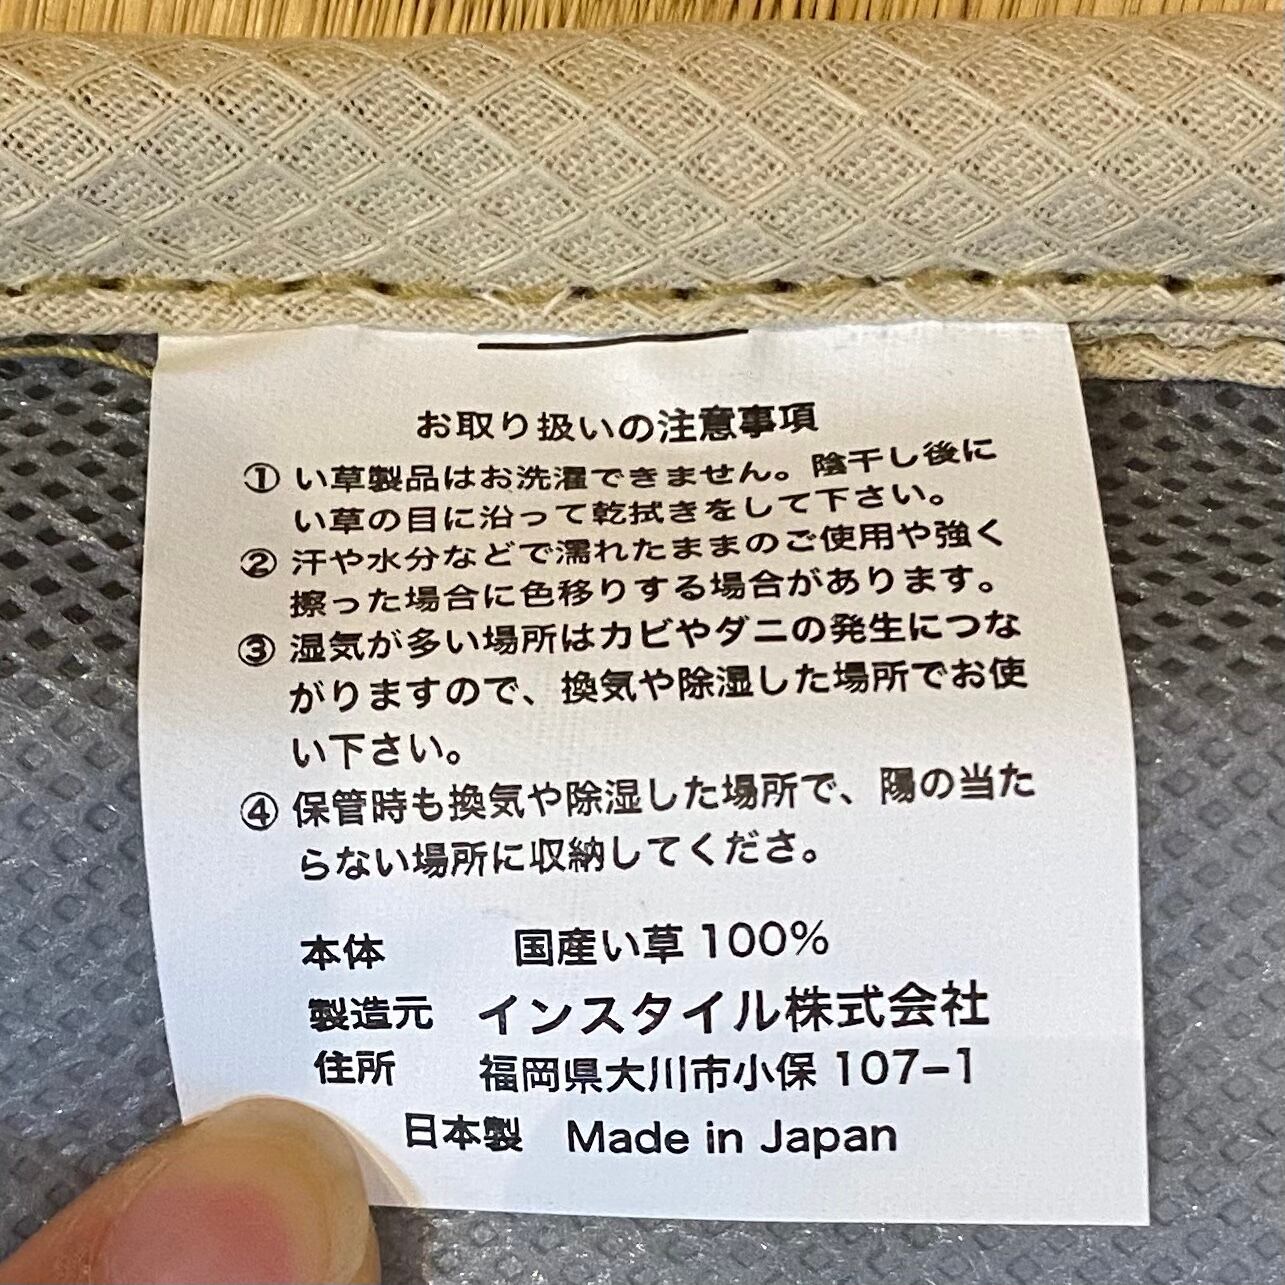 お取り扱いの注意事項
① い草製品はお洗濯できません。陰干し後に
い草の目に沿って乾拭きをして下さい。
② 汗や水分などで濡れたままのご使用や強く
擦った場合に色移りする場合があります。
③ 湿気が多い場所はカビやダニの発生につな
がりますので、換気や除湿した場所でお使
い下さい。
④ 保管時も換気や除湿した場所で、陽の当た
らない場所に収納してくださ。
本体 国産い草 100%
製造元 インスタイル株式会社
住所 福岡県大川市小保 107-1
日本製 Made in Japan